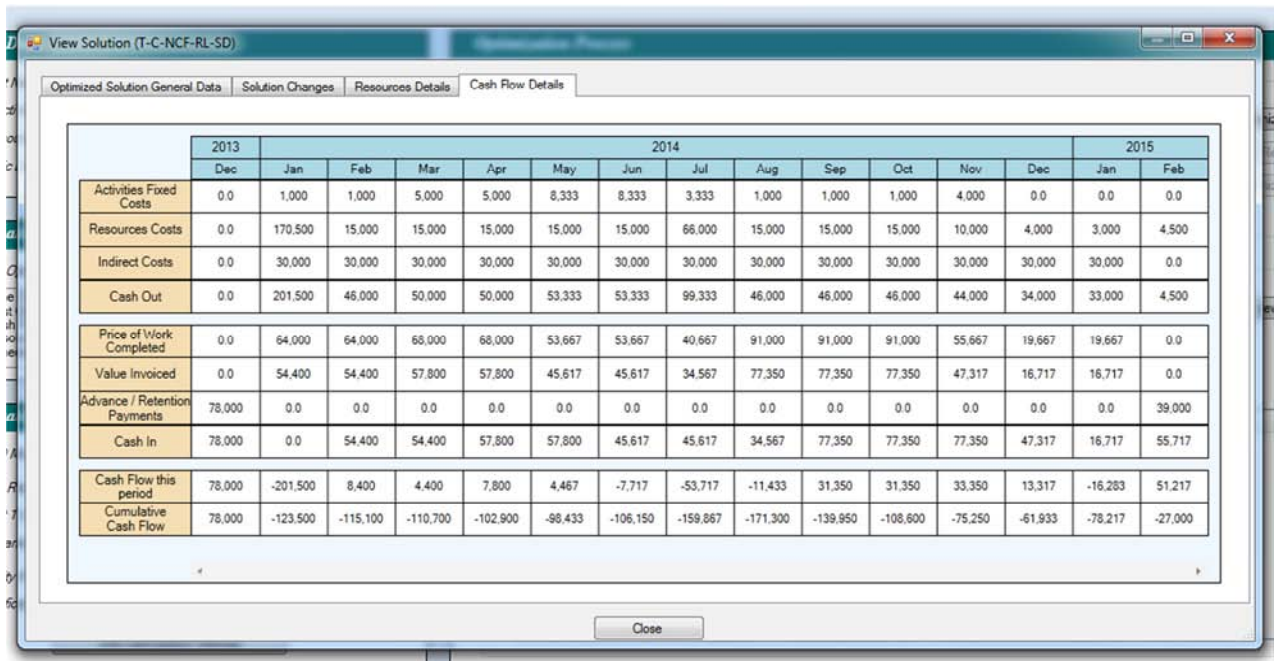 View Solution (T-C-NCF-RL-SD)
Optimization Process
Optimized Solution General Data Solution Changes Resources Details Cash Flow Details
2013 2014 2015
Dec Jan Feb Mar Apr May Jun Jul Aug Sep Oct Nov Dec Jan Feb
Activities Fixed Costs 0.0 1,000 1,000 5,000 5,000 8,333 8,333 3,333 1,000 1,000 1,000 4,000 0.0 0.0 0.0
Resources Costs 0.0 170,500 15,000 15,000 15,000 15,000 15,000 66,000 15,000 15,000 15,000 10,000 4,000 3,000 4,500
Indirect Costs 0.0 30,000 30,000 30,000 30,000 30,000 30,000 30,000 30,000 30,000 30,000 30,000 30,000 30,000 0.0
Cash Out 0.0 201,500 46,000 50,000 50,000 53,333 53,333 99,333 46,000 46,000 46,000 44,000 34,000 33,000 4,500
Price of Work Completed 0.0 64,000 64,000 68,000 68,000 53,667 53,667 40,667 91,000 91,000 91,000 55,667 19,667 19,667 0.0
Value Invoiced 0.0 54,400 54,400 57,800 57,800 45,617 45,617 34,567 77,350 77,350 77,350 47,317 16,717 16,717 0.0
Advance / Retention Payments 78,000 0.0 0.0 0.0 0.0 0.0 0.0 0.0 0.0 0.0 0.0 0.0 0.0 0.0 39,000
Cash In 78,000 0.0 54,400 54,400 57,800 57,800 45,617 45,617 34,567 77,350 77,350 77,350 47,317 16,717 55,717
Cash Flow this period 78,000 -201,500 8,400 4,400 7,800 4,467 -7,717 -53,717 -11,433 31,350 31,350 33,350 13,317 -16,283 51,217
Cumulative Cash Flow 78,000 -123,500 -115,100 -110,700 -102,900 -98,433 -106,150 -159,867 -171,300 -139,950 -108,600 -75,250 -61,933 -78,217 -27,000
Close